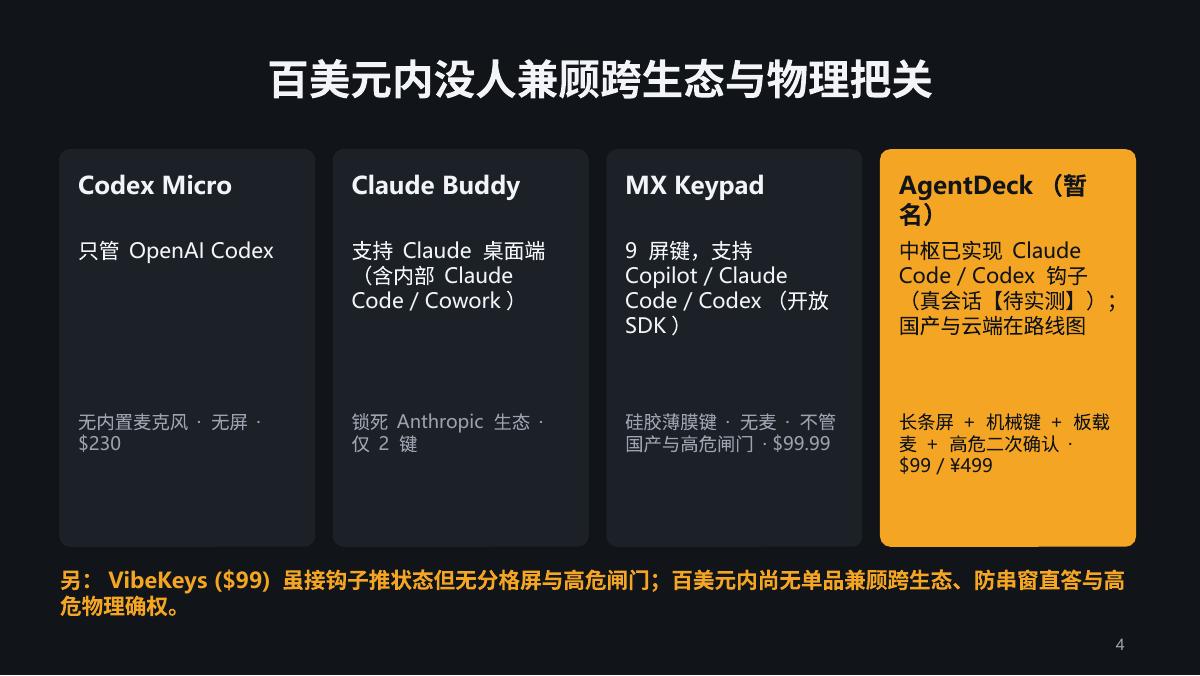 百美元内没人兼顾跨生态与物理把关
Codex Micro
只管 OpenAI Codex
无内置麦克风 · 无屏 ·
$230
Claude Buddy
支持 Claude 桌面端
（含内部 Claude
Code / Cowork ）
锁死 Anthropic 生态 ·
仅 2 键
MX Keypad
9 屏键，支持
Copilot / Claude
Code / Codex （开放
SDK ）
硅胶薄膜键 · 无麦 · 不管
国产与高危闸门 · $99.99
AgentDeck （暂
名）
中枢已实现 Claude
Code / Codex 钩子
（真会话【待实测】）；
国产与云端在路线图
长条屏 + 机械键 + 板载
麦 + 高危二次确认 ·
$99 / ¥499
另： VibeKeys ($99) 虽接钩子推状态但无分格屏与高危闸门；百美元内尚无单品兼顾跨生态、防串窗直答与高
危物理确权。
4